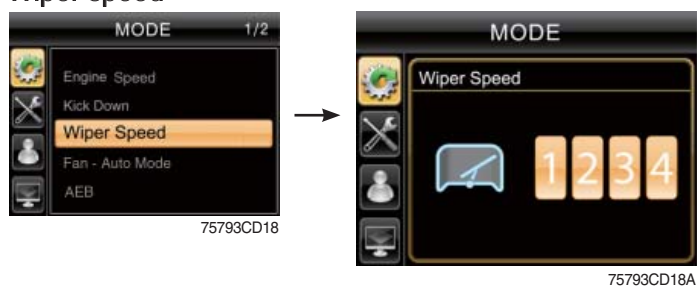 Wiper speed
MODE 1/2
Engine Speed
Kick Down
Wiper Speed
Fan - Auto Mode
AEB
75793CD18
MODE
Wiper Speed
1 2 3 4
75793CD18A